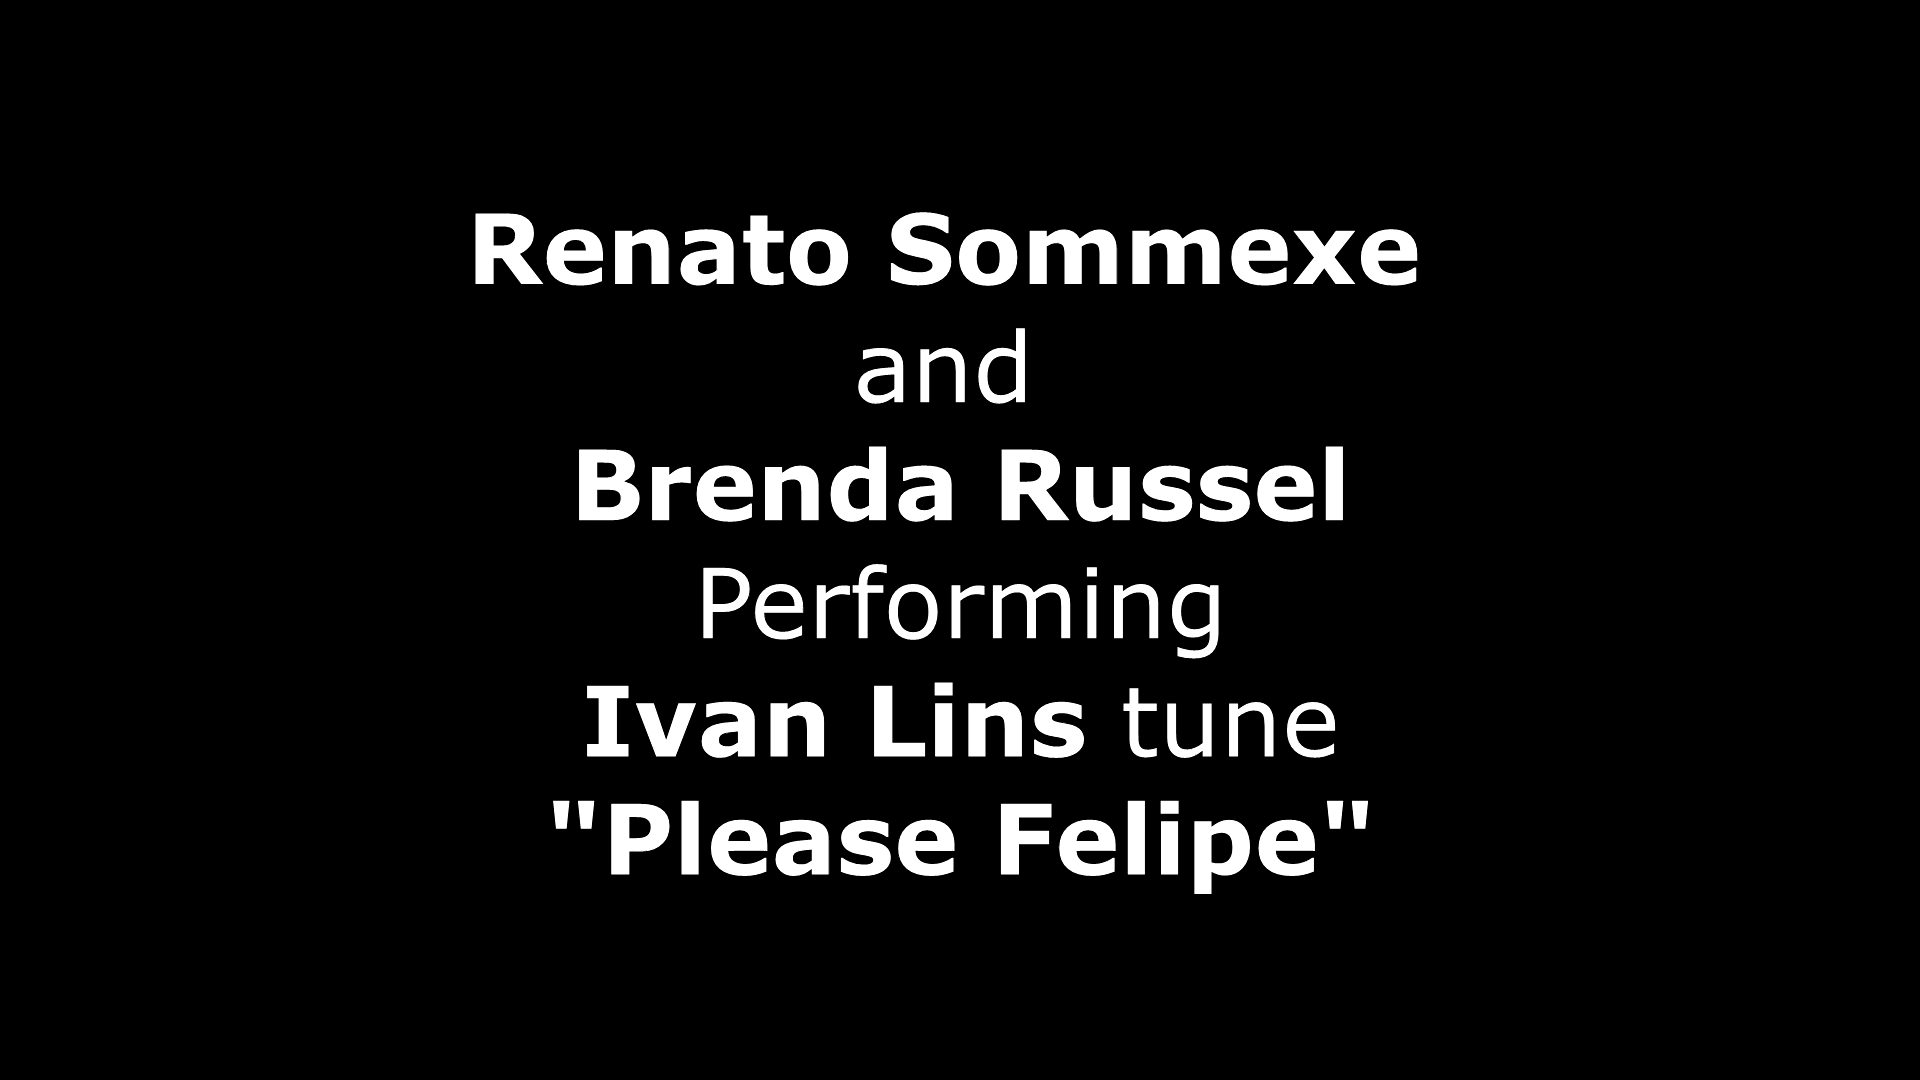 Renato Sommexe
and
Brenda Russel
Performing
Ivan Lins tune
"Please Felipe"